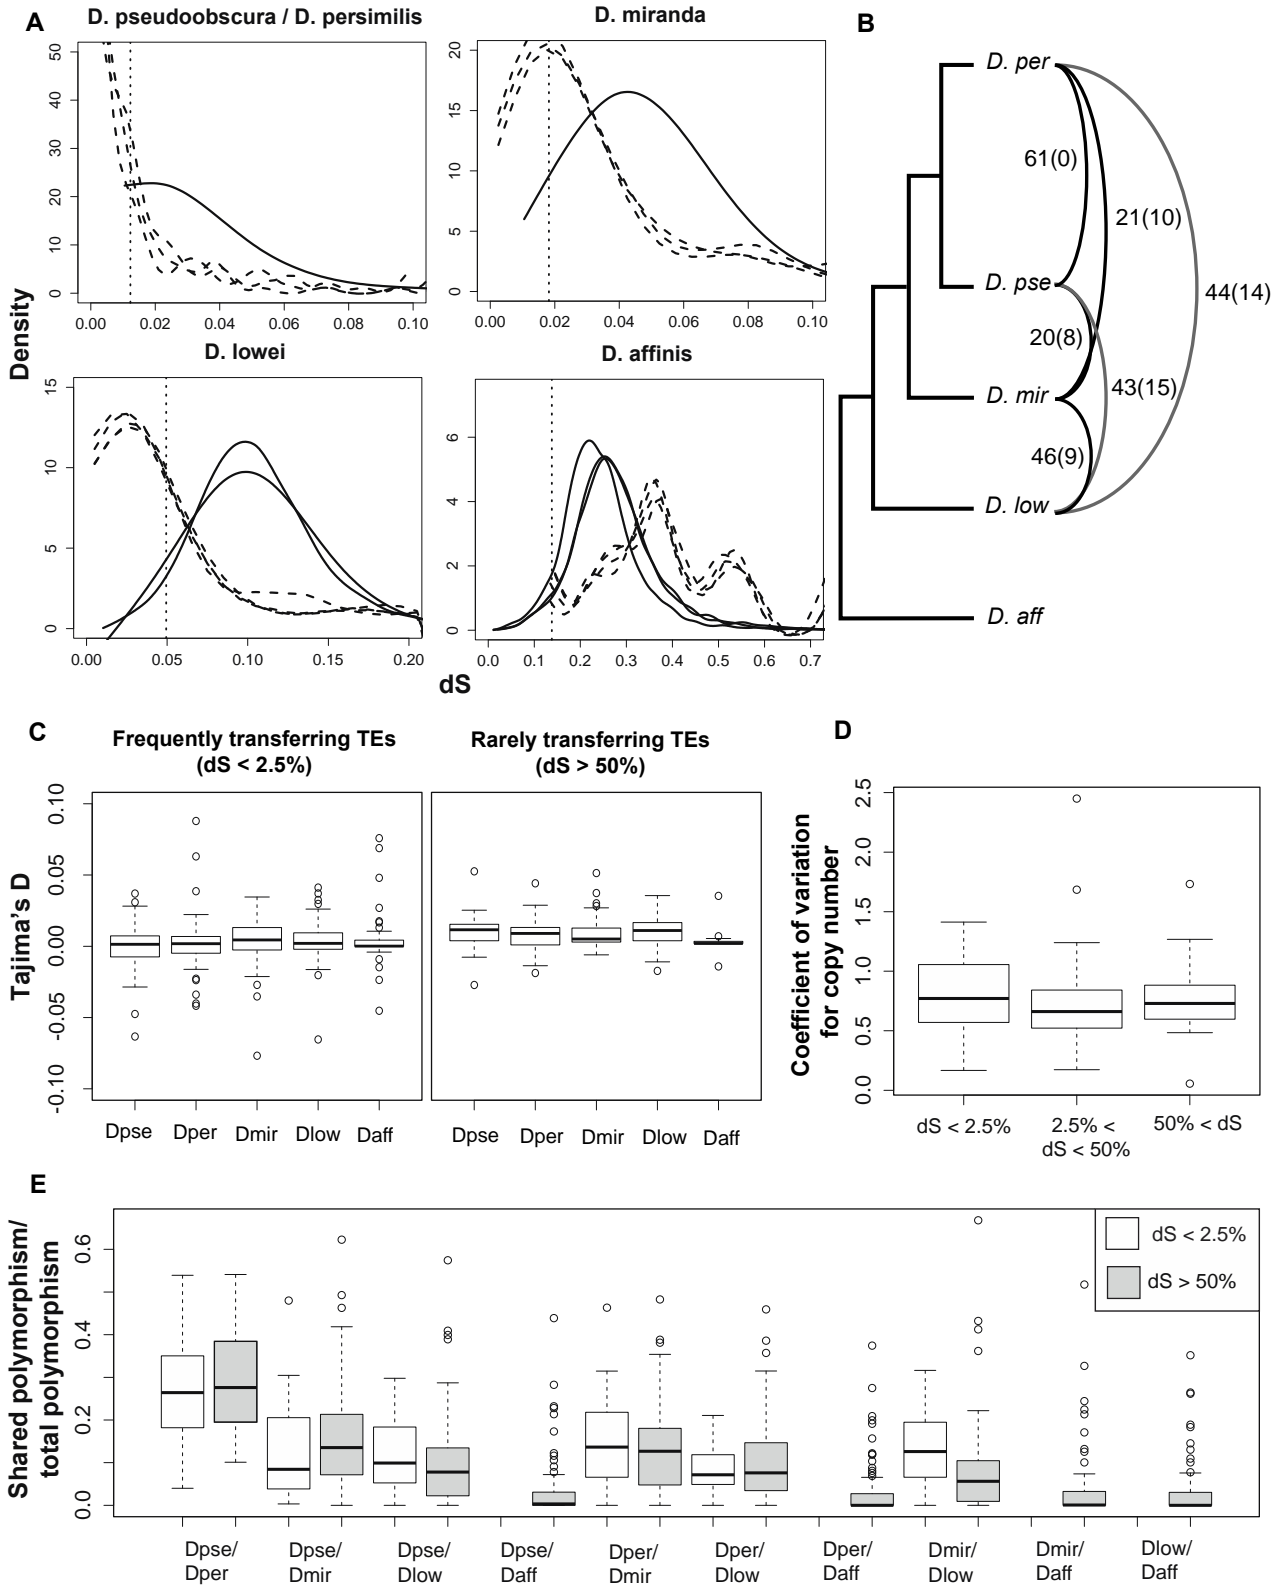 A
D. pseudoobscura / D. persimilis
D. miranda
B
50
40
30
20
10
0
0.00 0.02 0.04 0.06 0.08 0.10
20
15
10
5
0
0.00 0.02 0.04 0.06 0.08 0.10
Density
D. lowei
D. affinis
15
10
5
0
0.00 0.05 0.10 0.15 0.20
6
4
2
0
0.0 0.1 0.2 0.3 0.4 0.5 0.6 0.7
dS
D. per
61(0)
21(10)
D. pse
44(14)
20(8)
D. mir
43(15)
46(9)
D. low
D. aff
C
Frequently transferring TEs
(dS < 2.5%)
Rarely transferring TEs
(dS > 50%)
Tajima's D
0.10
0.05
0.00
-0.05
-0.10
Dpse Dper Dmir Dlow Daff
Dpse Dper Dmir Dlow Daff
D
Coefficient of variation
for copy number
2.5
2.0
1.5
1.0
0.5
0.0
dS < 2.5%
2.5% <
dS < 50%
50% < dS
E
Shared polymorphism/
total polymorphism
0.6
0.4
0.2
0.0
dS < 2.5%
dS > 50%
Dpse/
Dper
Dpse/
Dmir
Dpse/
Dlow
Dpse/
Daff
Dper/
Dmir
Dper/
Dlow
Dper/
Daff
Dmir/
Dlow
Dmir/
Daff
Dlow/
Daff